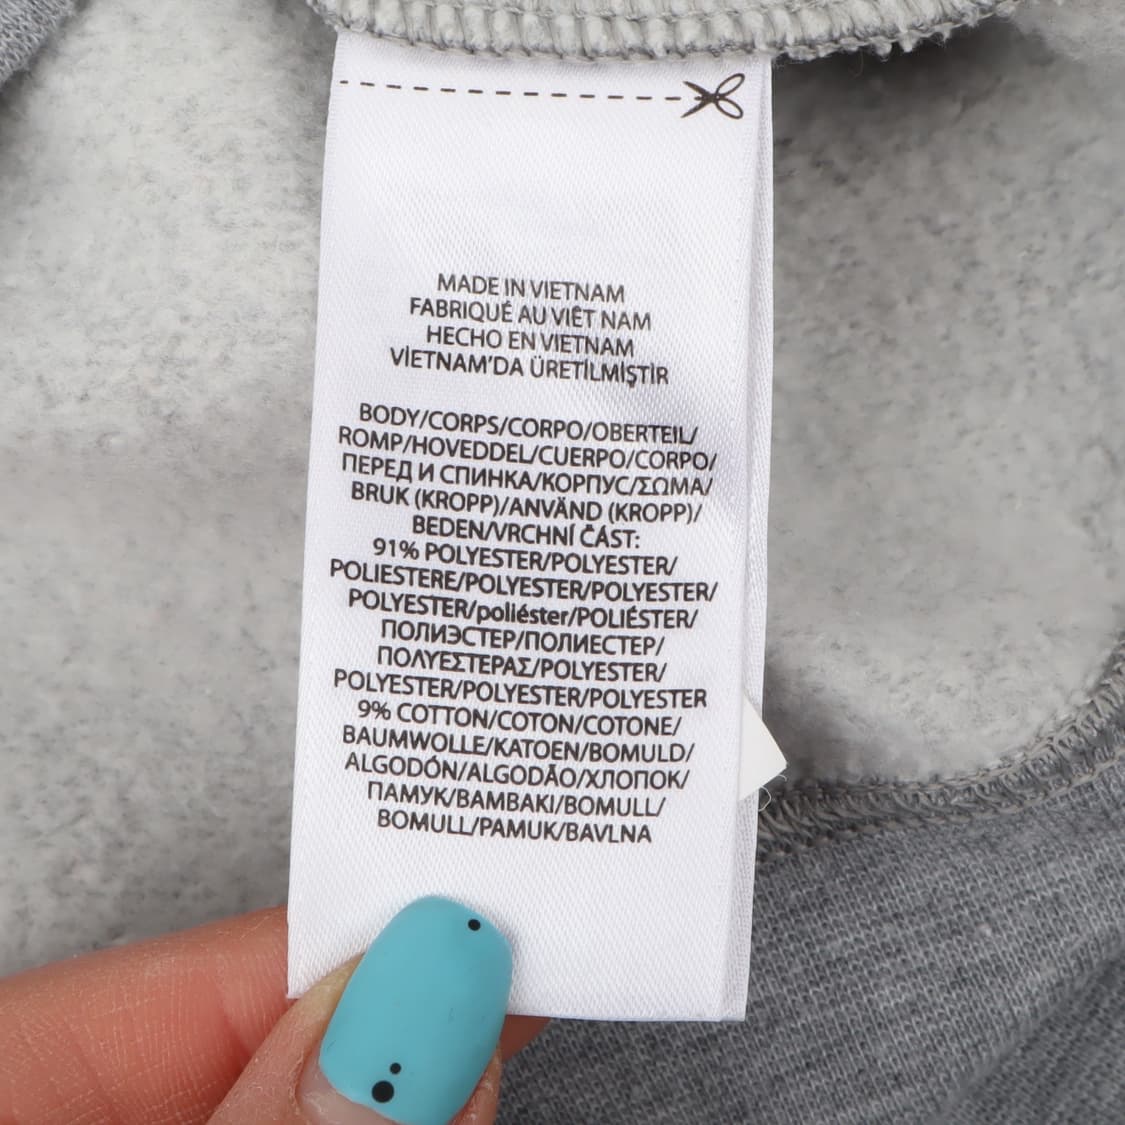 MADE IN VIETNAM
FABRIQUÉ AU VIÊT NAM
HECHO EN VIETNAM
VİETNAM'DA ÜRETİLMİŞTİR
BODY/CORPS/CORPO/OBERTEIL/
ROMP/HOVEDDEL/CUERPO/CORPO/
ПЕРЕД И СПИНКА/КОРПУС/ΣΩΜΑ/
BRUK (KROPP)/ANVÄND (KROPP)/
BEDEN/VRCHNÍ ČÁST:
91% POLYESTER/POLYESTER/
POLIESTERE/POLYESTER/POLYESTER/
POLYESTER/poliéster/POLIÉSTER/
ПОЛИЭСТЕР/ПОЛИЕСТЕР/
ΠΟΛΥΕΣΤΕΡΑΣ/POLYESTER/
POLYESTER/POLYESTER/POLYESTER
9% COTTON/COTON/COTONE/
BAUMWOLLE/KATOEN/BOMULD/
ALGODÓN/ALGODÃO/ХЛОПОК/
ПАМУК/ΒΑΜΒΑΚΙ/BOMULL/
BOMULL/PAMUK/BAVLNA